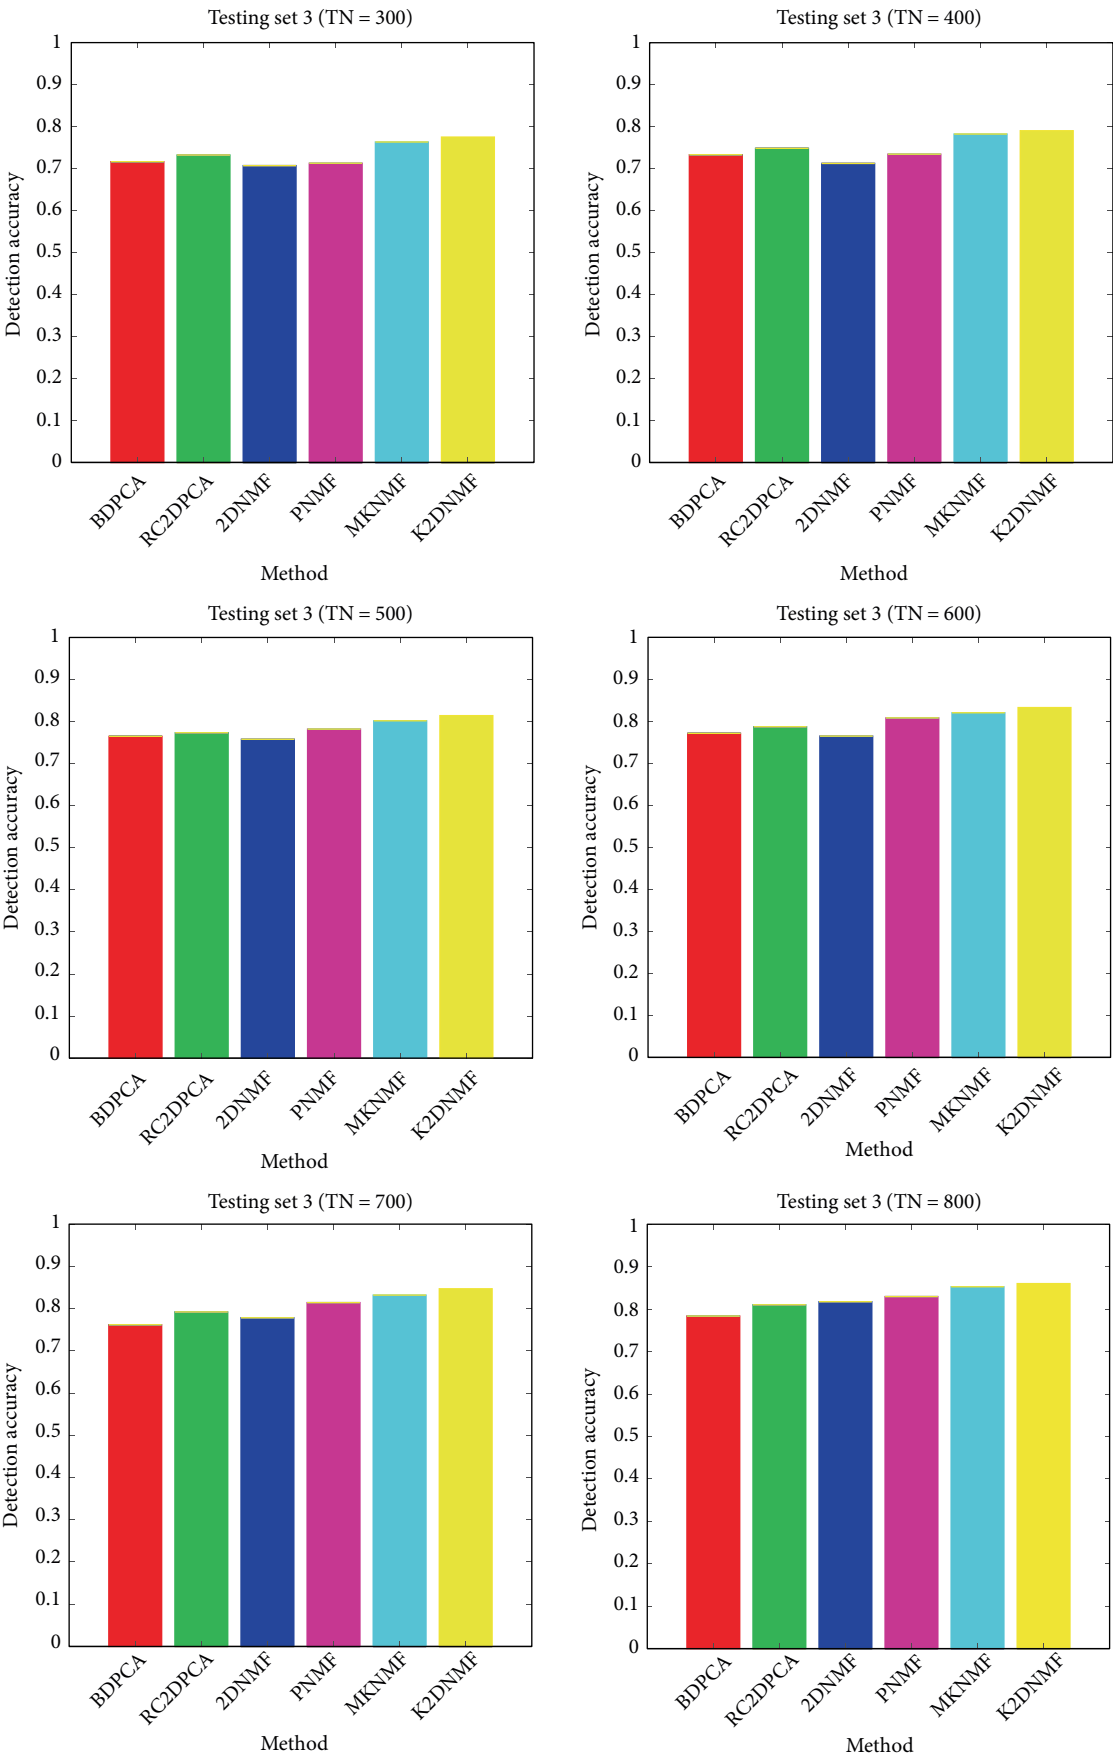 Testing set 3 (TN = 300)
1
0.9
0.8
0.7
0.6
0.5
0.4
0.3
0.2
0.1
0
Detection accuracy
BDPCA
RC2DPCA
2DNMF
PNMF
MKNMF
K2DNMF
Method
Testing set 3 (TN = 400)
1
0.9
0.8
0.7
0.6
0.5
0.4
0.3
0.2
0.1
0
Detection accuracy
BDPCA
RC2DPCA
2DNMF
PNMF
MKNMF
K2DNMF
Method
Testing set 3 (TN = 500)
1
0.9
0.8
0.7
0.6
0.5
0.4
0.3
0.2
0.1
0
Detection accuracy
BDPCA
RC2DPCA
2DNMF
PNMF
MKNMF
K2DNMF
Method
Testing set 3 (TN = 600)
1
0.9
0.8
0.7
0.6
0.5
0.4
0.3
0.2
0.1
0
Detection accuracy
BDPCA
RC2DPCA
2DNMF
PNMF
MKNMF
K2DNMF
Method
Testing set 3 (TN = 700)
1
0.9
0.8
0.7
0.6
0.5
0.4
0.3
0.2
0.1
0
Detection accuracy
BDPCA
RC2DPCA
2DNMF
PNMF
MKNMF
K2DNMF
Method
Testing set 3 (TN = 800)
1
0.9
0.8
0.7
0.6
0.5
0.4
0.3
0.2
0.1
0
Detection accuracy
BDPCA
RC2DPCA
2DNMF
PNMF
MKNMF
K2DNMF
Method